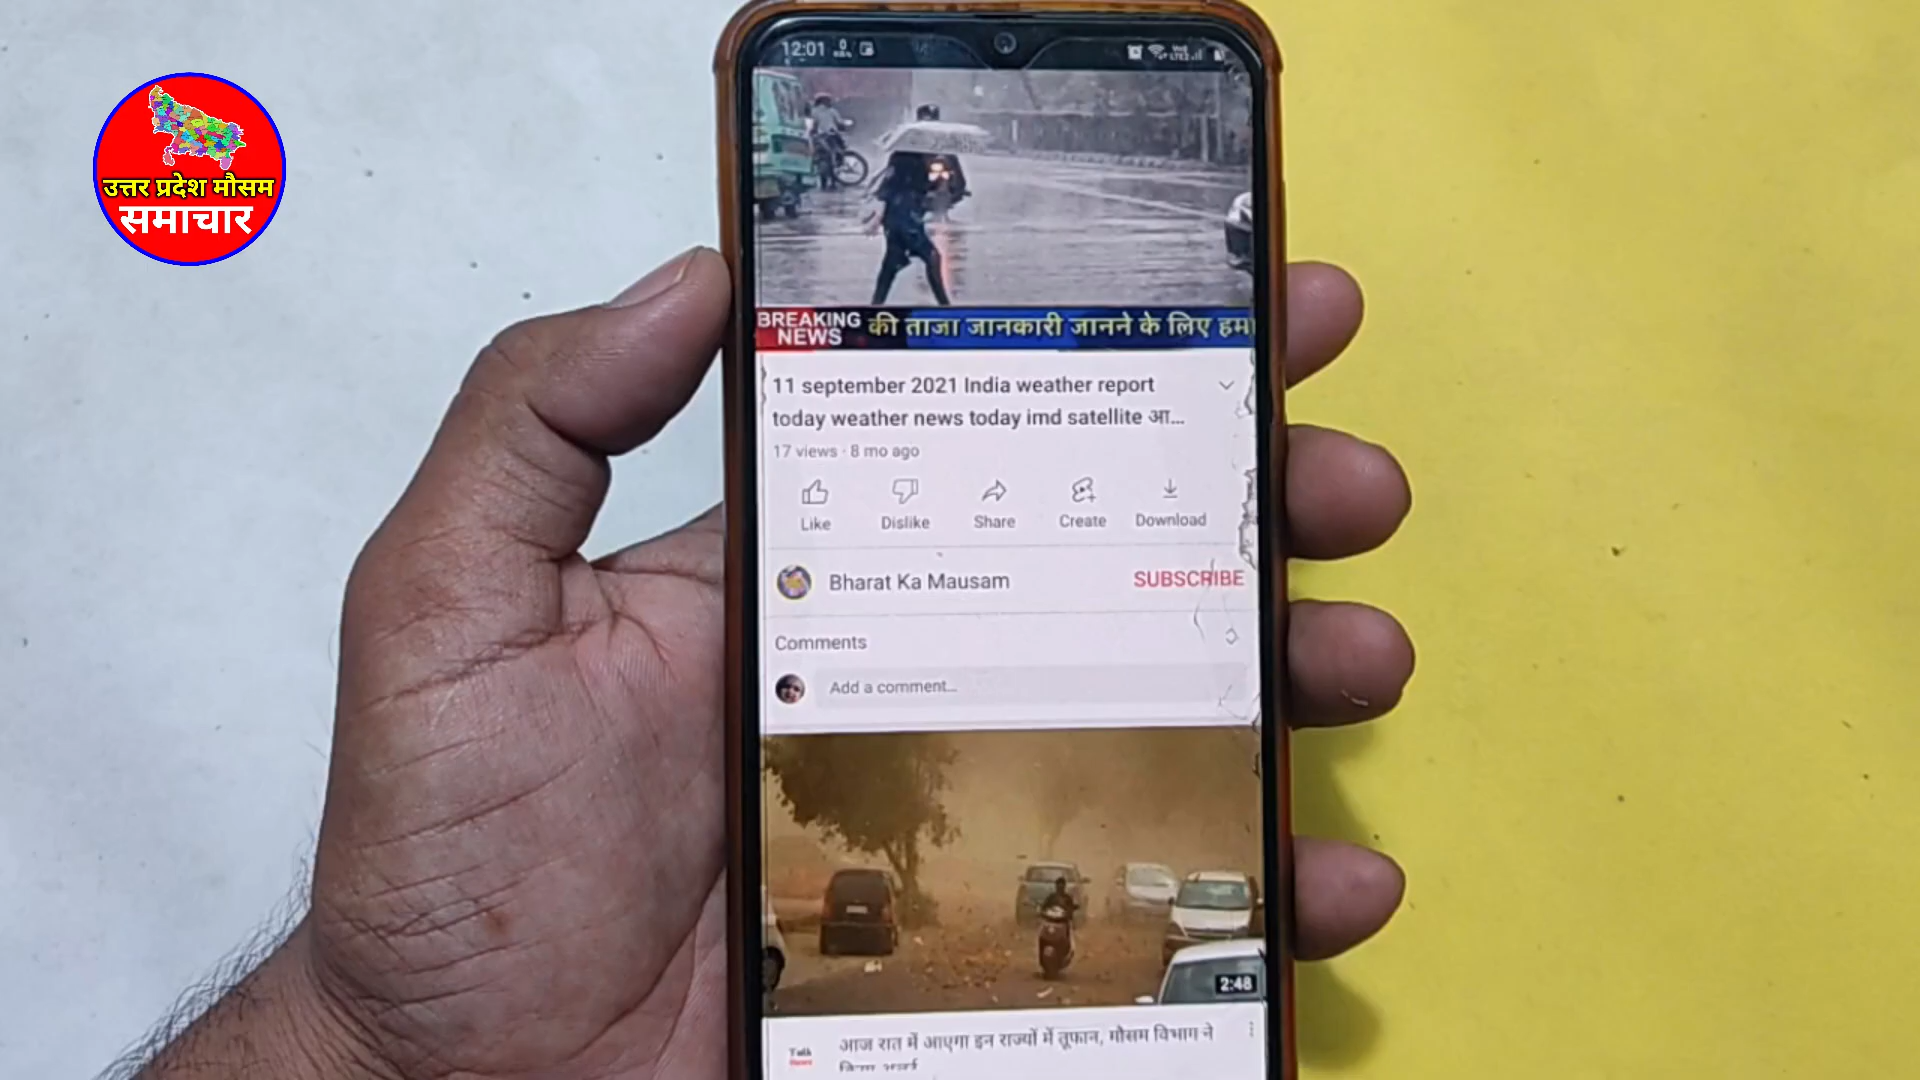 उत्तर प्रदेश मौसम
समाचार
12:01
BREAKING
NEWS
की ताजा जानकारी जानने के लिए हमा
11 september 2021 India weather report
today weather news today imd satellite आ...
17 views · 8 mo ago
Like
Dislike
Share
Create
Download
Bharat Ka Mausam
SUBSCRIBE
Comments
Add a comment...
2:48
आज रात में आएगा इन राज्यों में तूफान, मौसम विभाग ने
Talk
News